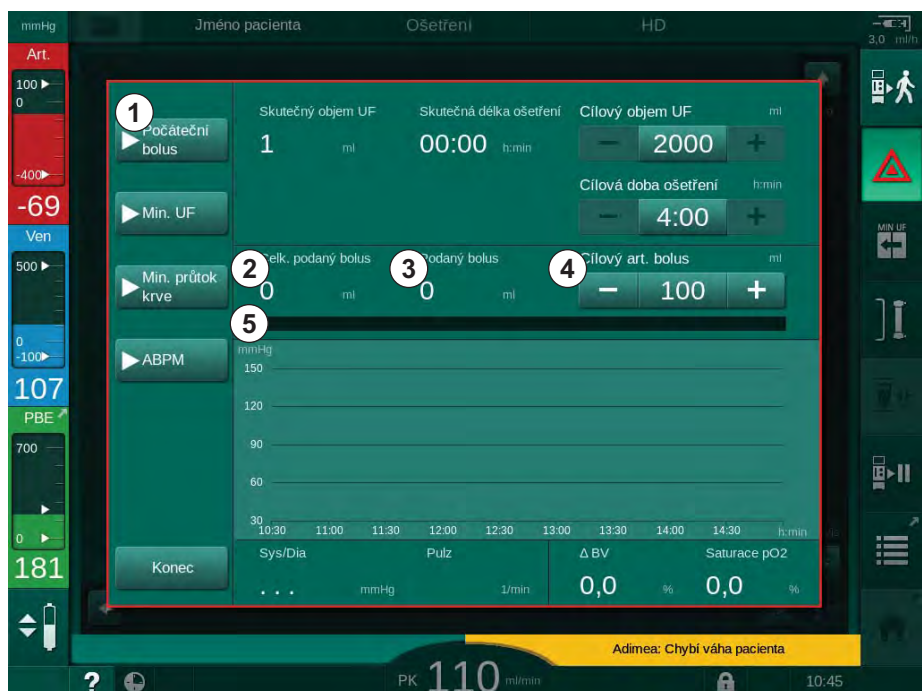 mmHg
Jméno pacienta
Ošetření
HD
3,0 ml/h
Art.
100
0
-400
-69
Ven
500
0
-100
107
PBE
700
0
181
1
Počáteční
bolus
Min. UF
Min. průtok
krve
ABPM
Konec
Skutečný objem UF
1 ml
Skutečná délka ošetření
00:00 h:min
Cílový objem UF ml
− 2000 +
Cílová doba ošetření h:min
− 4:00 +
2
Celk. podaný bolus
0 ml
3
Podaný bolus
0 ml
4
Cílový art. bolus ml
− 100 +
5
mmHg
150
120
90
60
30
10:30 11:00 11:30 12:00 12:30 13:00 13:30 14:00 14:30 h:min
Sys/Dia
. . . mmHg
Pulz
1/min
Δ BV
0,0 %
Saturace pO2
0,0 %
MIN UF
Adimea: Chybí váha pacienta
?
PK 110 ml/min
10:45